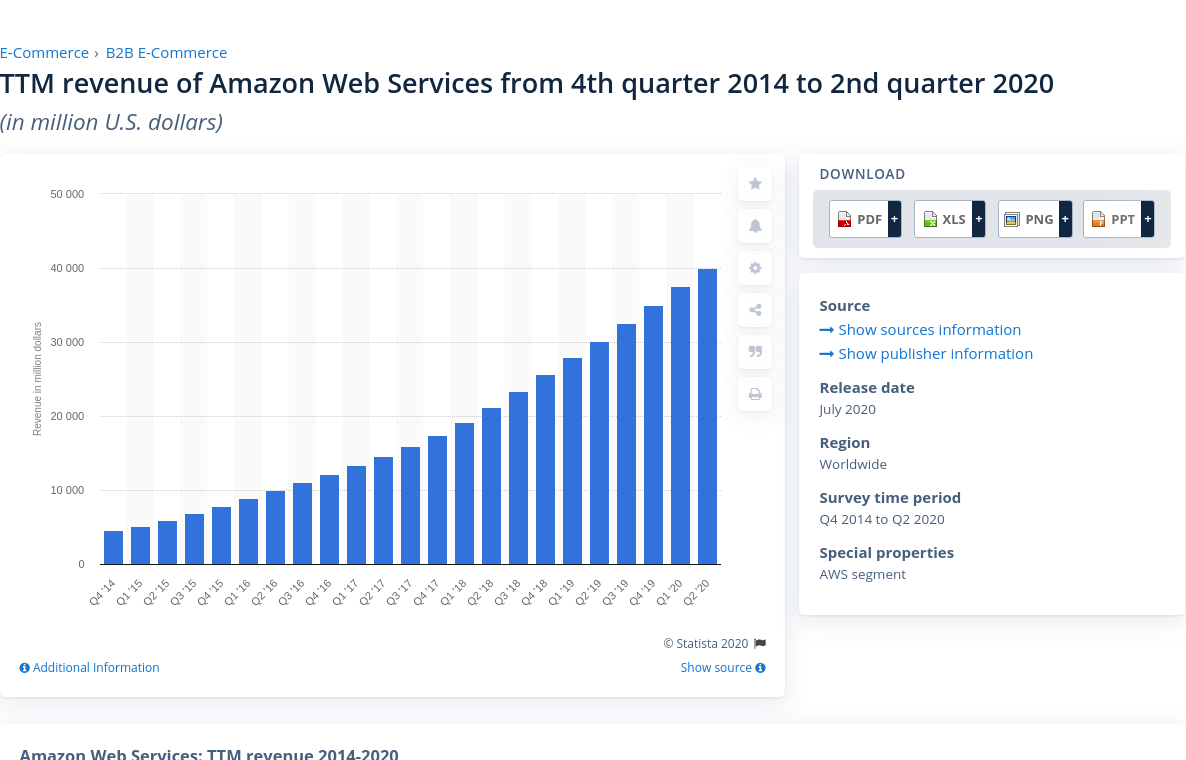 E-Commerce › B2B E-Commerce
TTM revenue of Amazon Web Services from 4th quarter 2014 to 2nd quarter 2020
(in million U.S. dollars)
50 000
40 000
30 000
20 000
10 000
0
Revenue in million dollars
Q4 '14
Q1 '15
Q2 '15
Q3 '15
Q4 '15
Q1 '16
Q2 '16
Q3 '16
Q4 '16
Q1 '17
Q2 '17
Q3 '17
Q4 '17
Q1 '18
Q2 '18
Q3 '18
Q4 '18
Q1 '19
Q2 '19
Q3 '19
Q4 '19
Q1 '20
Q2 '20
© Statista 2020
Additional Information
Show source
DOWNLOAD
PDF + XLS + PNG + PPT +
Source
Show sources information
Show publisher information
Release date
July 2020
Region
Worldwide
Survey time period
Q4 2014 to Q2 2020
Special properties
AWS segment
Amazon Web Services: TTM revenue 2014-2020